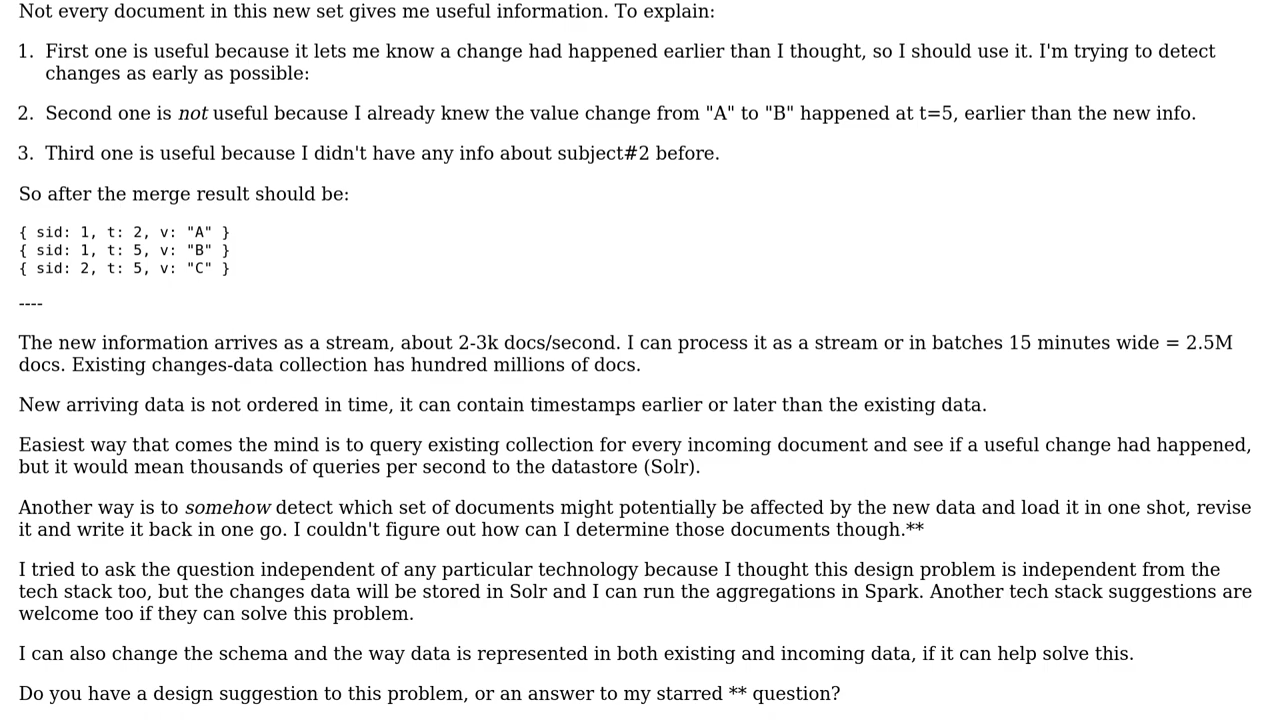 Not every document in this new set gives me useful information. To explain:
1. First one is useful because it lets me know a change had happened earlier than I thought, so I should use it. I'm trying to detect
changes as early as possible:
2. Second one is not useful because I already knew the value change from "A" to "B" happened at t=5, earlier than the new info.
3. Third one is useful because I didn't have any info about subject#2 before.
So after the merge result should be:
{ sid: 1, t: 2, v: "A" }
{ sid: 1, t: 5, v: "B" }
{ sid: 2, t: 5, v: "C" }
----
The new information arrives as a stream, about 2-3k docs/second. I can process it as a stream or in batches 15 minutes wide = 2.5M
docs. Existing changes-data collection has hundred millions of docs.
New arriving data is not ordered in time, it can contain timestamps earlier or later than the existing data.
Easiest way that comes the mind is to query existing collection for every incoming document and see if a useful change had happened,
but it would mean thousands of queries per second to the datastore (Solr).
Another way is to somehow detect which set of documents might potentially be affected by the new data and load it in one shot, revise
it and write it back in one go. I couldn't figure out how can I determine those documents though.**
I tried to ask the question independent of any particular technology because I thought this design problem is independent from the
tech stack too, but the changes data will be stored in Solr and I can run the aggregations in Spark. Another tech stack suggestions are
welcome too if they can solve this problem.
I can also change the schema and the way data is represented in both existing and incoming data, if it can help solve this.
Do you have a design suggestion to this problem, or an answer to my starred ** question?